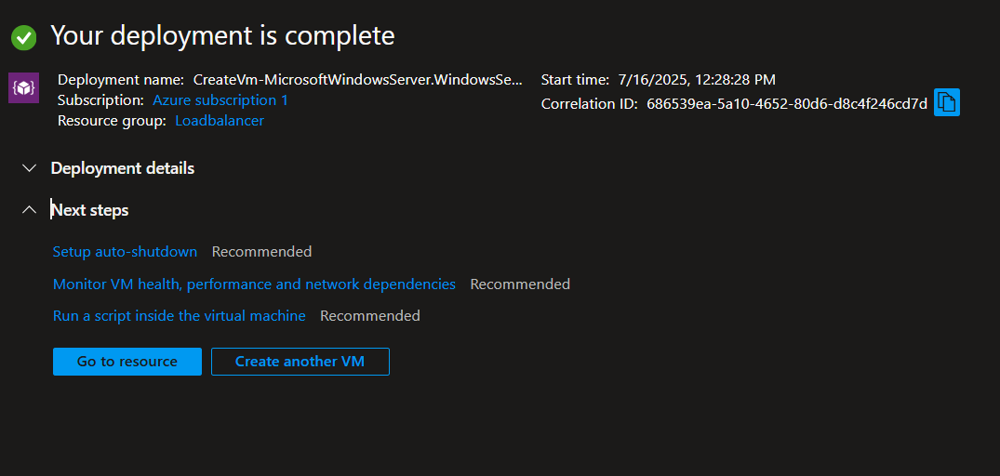 Your deployment is complete
Deployment name: CreateVm-MicrosoftWindowsServer.WindowsSe... Start time: 7/16/2025, 12:28:28 PM
Subscription: Azure subscription 1 Correlation ID: 686539ea-5a10-4652-80d6-d8c4f246cd7d
Resource group: Loadbalancer
Deployment details
Next steps
Setup auto-shutdown Recommended
Monitor VM health, performance and network dependencies Recommended
Run a script inside the virtual machine Recommended
Go to resource Create another VM